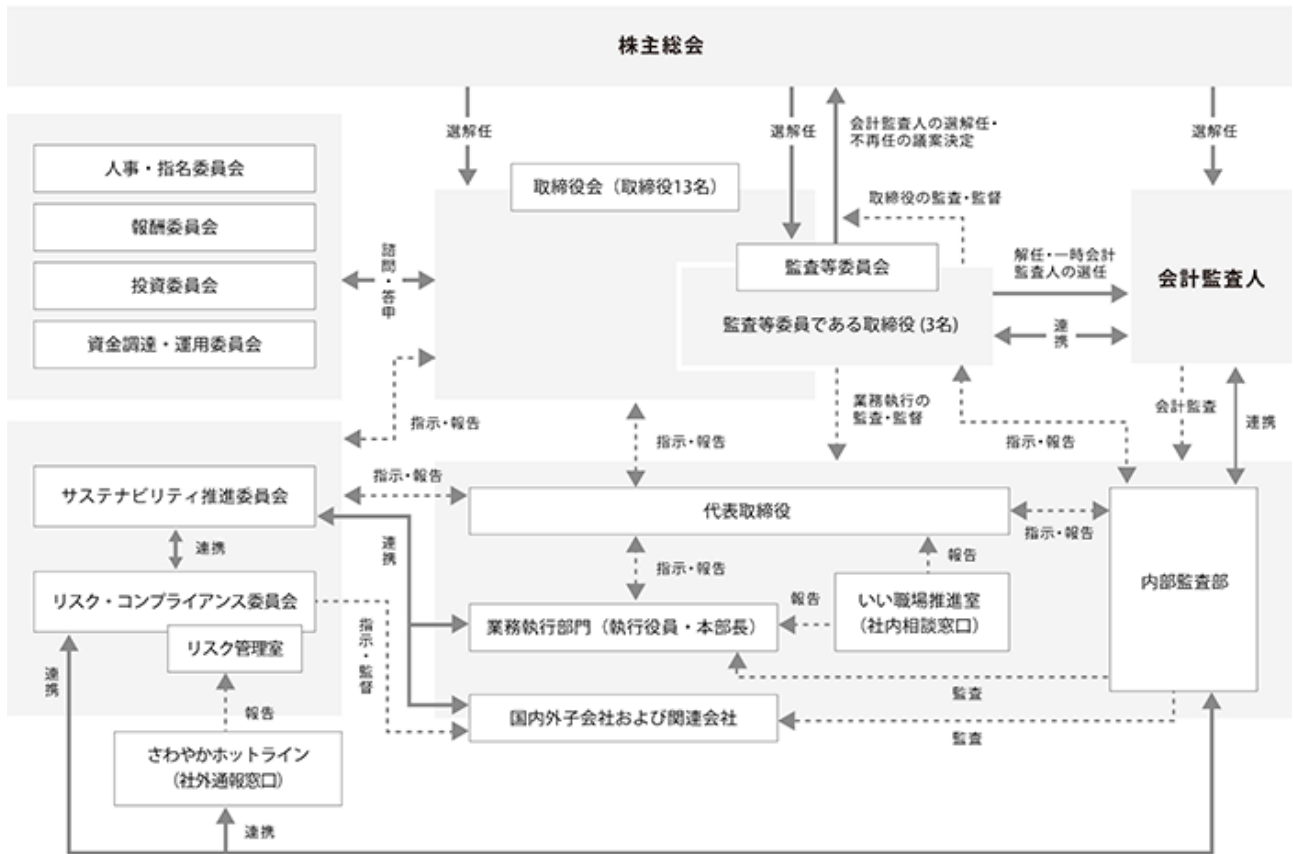 株主総会
選解任
選解任
会計監査人の選解任・
不再任の議案決定
選解任
人事・指名委員会
報酬委員会
投資委員会
資金調達・運用委員会
諮問・答申
取締役会（取締役13名）
取締役の監査・監督
監査等委員会
監査等委員である取締役 (3名)
解任・一時会計
監査人の選任
連携
会計監査人
指示・報告
指示・報告
業務執行の
監査・監督
指示・報告
会計監査
連携
サステナビリティ推進委員会
連携
リスク・コンプライアンス委員会
リスク管理室
報告
さわやかホットライン
（社外通報窓口）
連携
連携
指示・報告
連携
指示・監督
代表取締役
指示・報告
報告
指示・報告
業務執行部門（執行役員・本部長）
報告
いい職場推進室
（社内相談窓口）
内部監査部
監査
国内外子会社および関連会社
監査